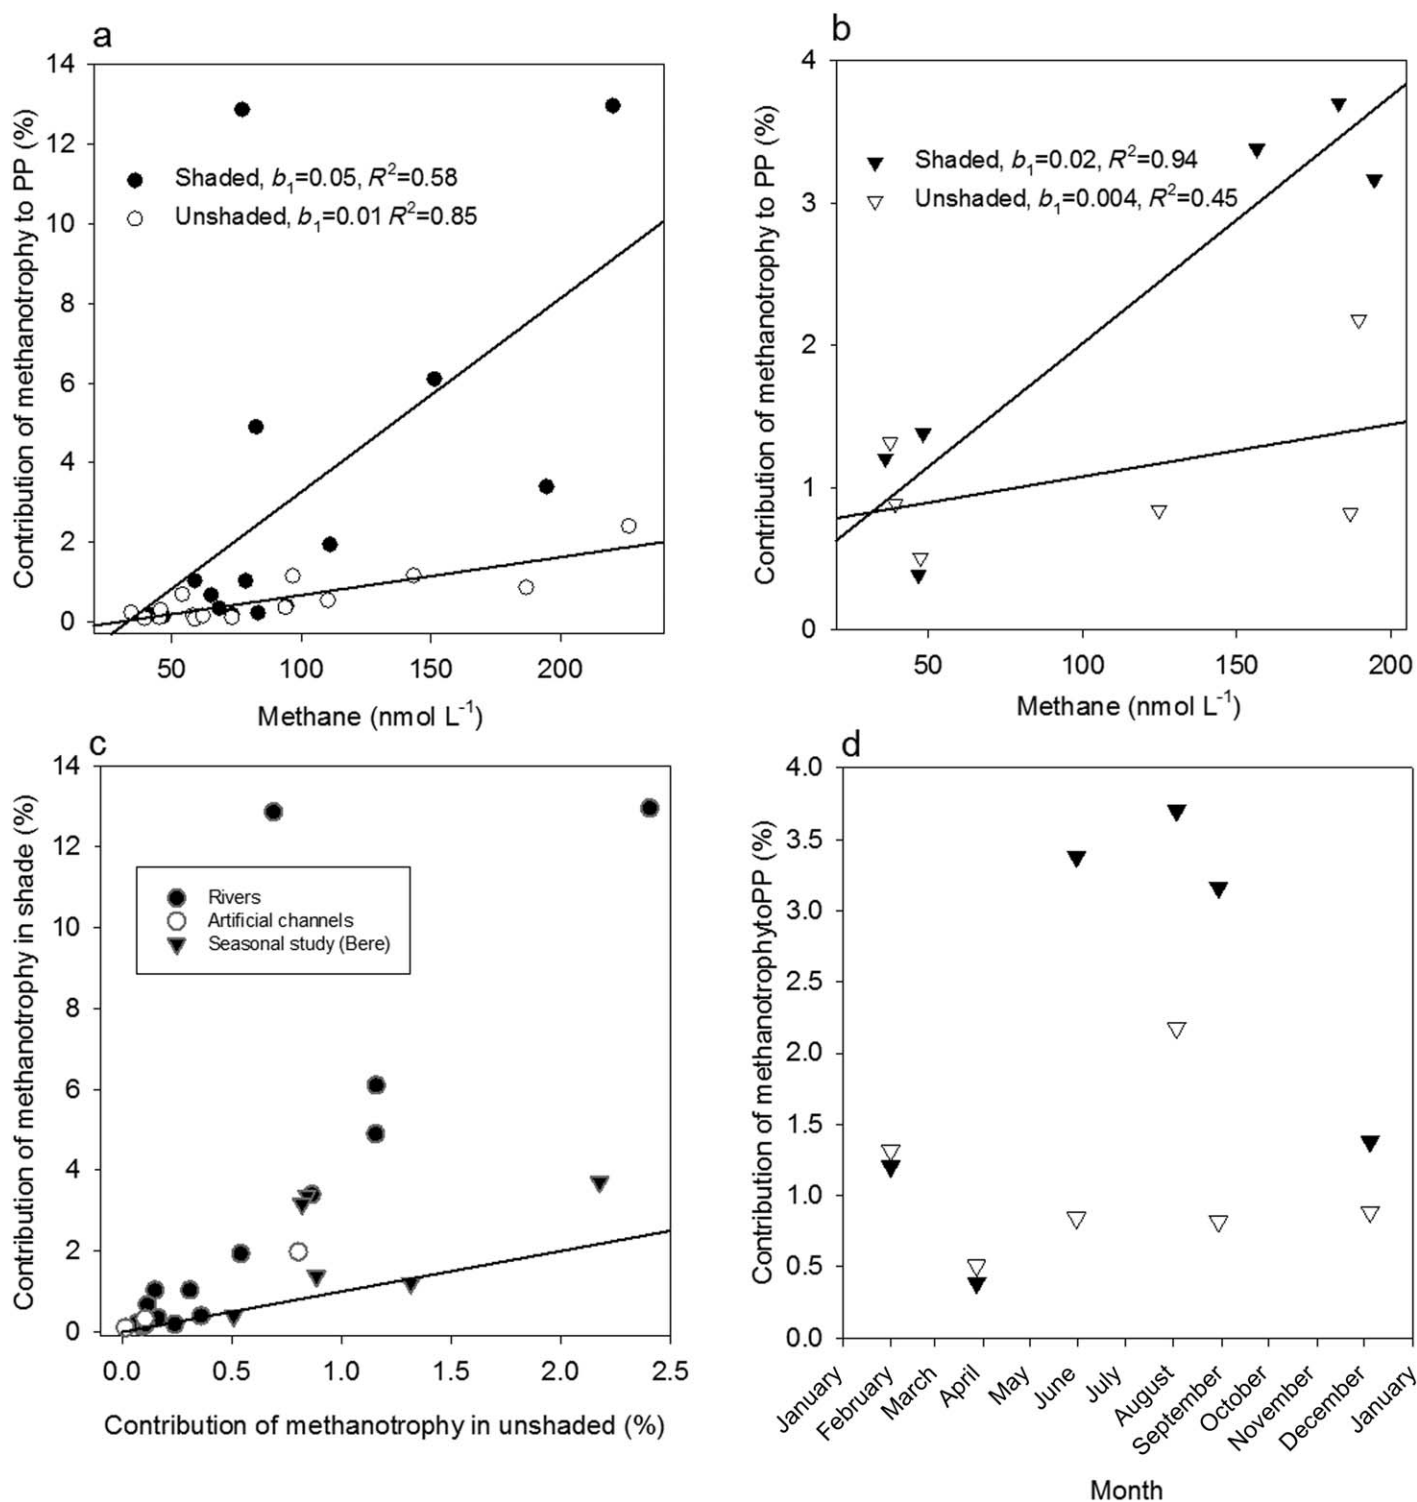 a
Contribution of methanotrophy to PP (%)
14
12
10
8
6
4
2
0
Shaded, b1=0.05, R²=0.58
Unshaded, b1=0.01 R²=0.85
50 100 150 200
Methane (nmol L-1)
b
Contribution of methanotrophy to PP (%)
4
3
2
1
0
Shaded, b1=0.02, R²=0.94
Unshaded, b1=0.004, R²=0.45
50 100 150 200
Methane (nmol L-1)
c
Contribution of methanotrophy in shade (%)
14
12
10
8
6
4
2
0
Rivers
Artificial channels
Seasonal study (Bere)
0.0 0.5 1.0 1.5 2.0 2.5
Contribution of methanotrophy in unshaded (%)
d
Contribution of methanotrophytoPP (%)
4.0
3.5
3.0
2.5
2.0
1.5
1.0
0.5
0.0
January February March April May June July August September October November December January
Month